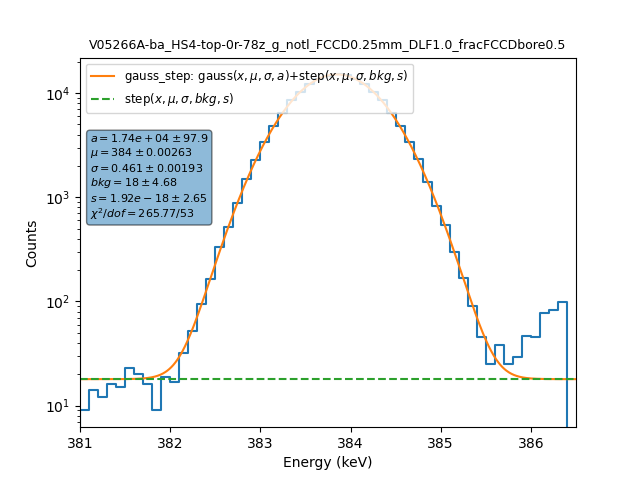 V05266A-ba_HS4-top-0r-78z_g_notl_FCCD0.25mm_DLF1.0_fracFCCDbore0.5
gauss_step: gauss(x, μ, σ, a)+step(x, μ, σ, bkg, s)
step(x, μ, σ, bkg, s)
a = 1.74e + 04 ± 97.9
μ = 384 ± 0.00263
σ = 0.461 ± 0.00193
bkg = 18 ± 4.68
s = 1.92e − 18 ± 2.65
χ²/dof = 265.77/53
Counts
10⁴
10³
10²
10¹
381 382 383 384 385 386
Energy (keV)